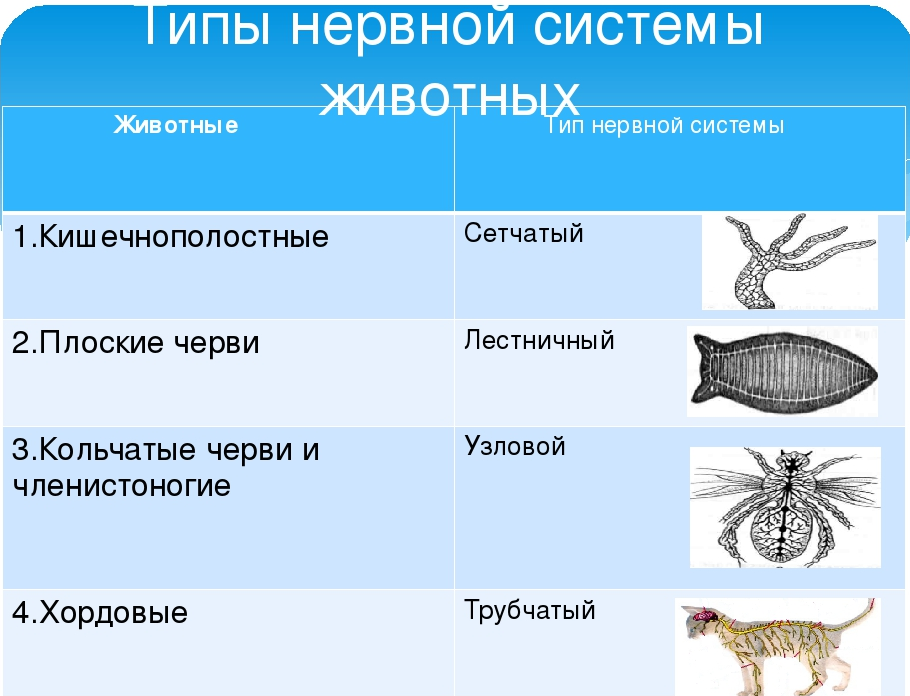 Типы нервной системы
животных
Животные
Тип нервной системы
1.Кишечнополостные
Сетчатый
2.Плоские черви
Лестничный
3.Кольчатые черви и
членистоногие
Узловой
4.Хордовые
Трубчатый